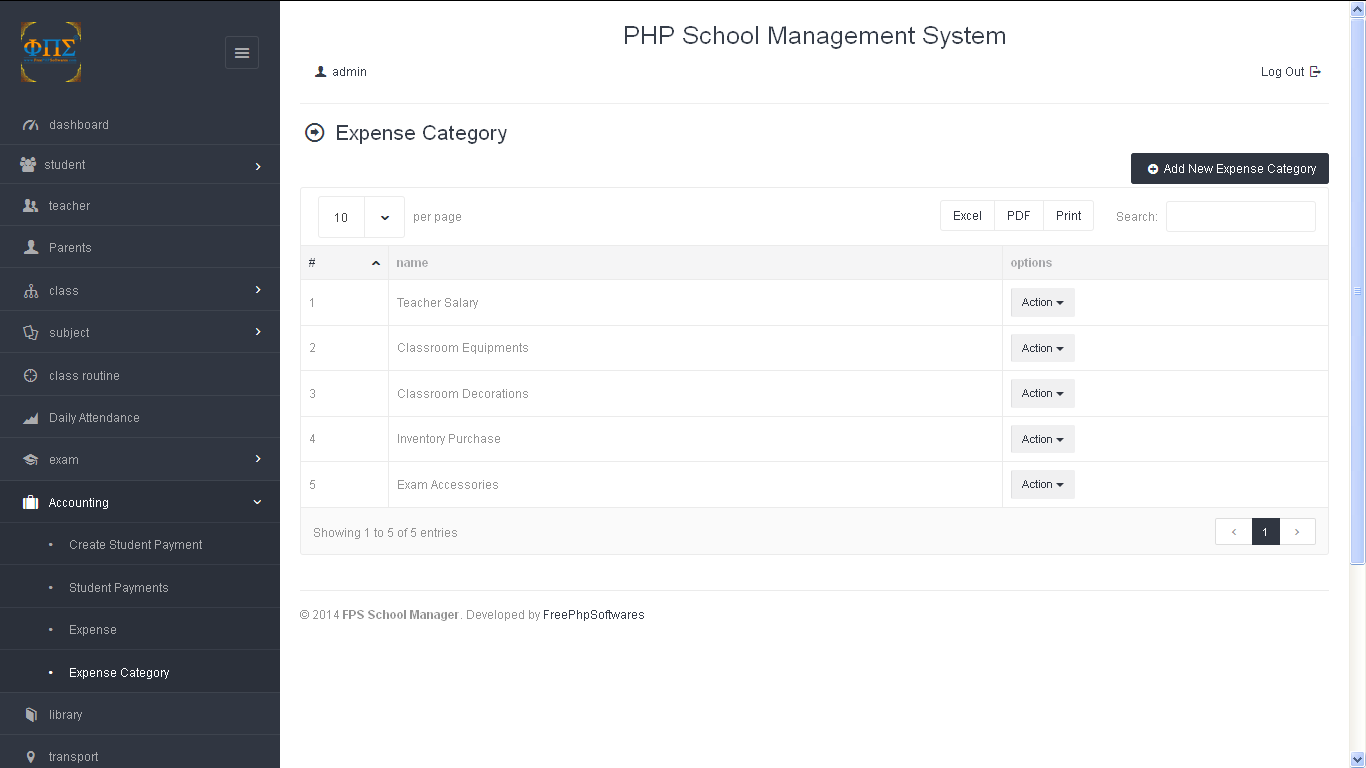 ΦΠΣ
PHP School Management System
admin
Log Out
dashboard
student
teacher
Parents
class
subject
class routine
Daily Attendance
exam
Accounting
Create Student Payment
Student Payments
Expense
Expense Category
library
transport
Expense Category
Add New Expense Category
10 per page Excel PDF Print Search:
# name options
1 Teacher Salary Action
2 Classroom Equipments Action
3 Classroom Decorations Action
4 Inventory Purchase Action
5 Exam Accessories Action
Showing 1 to 5 of 5 entries
1
© 2014 FPS School Manager. Developed by FreePhpSoftwares